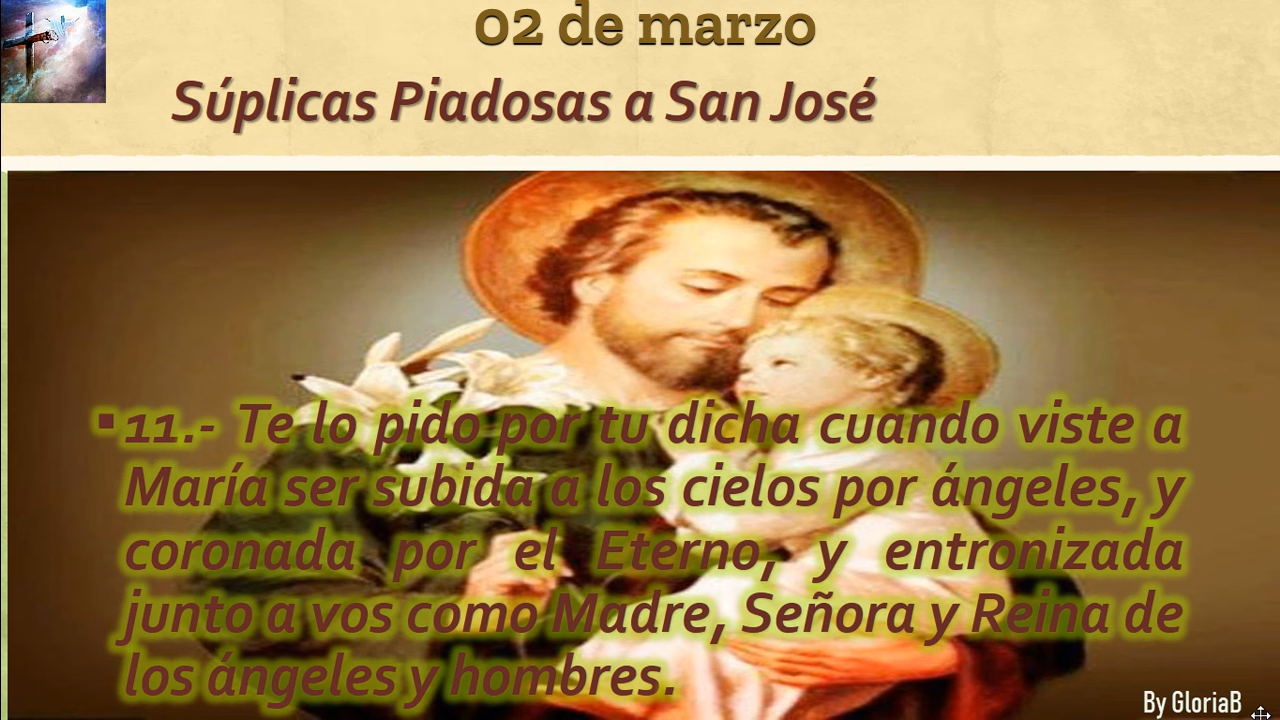 02 de marzo
Súplicas Piadosas a San José
▪11.- Te lo pido por tu dicha cuando viste a
María ser subida a los cielos por ángeles, y
coronada por el Eterno, y entronizada
junto a vos como Madre, Señora y Reina de
los ángeles y hombres.
By GloriaB